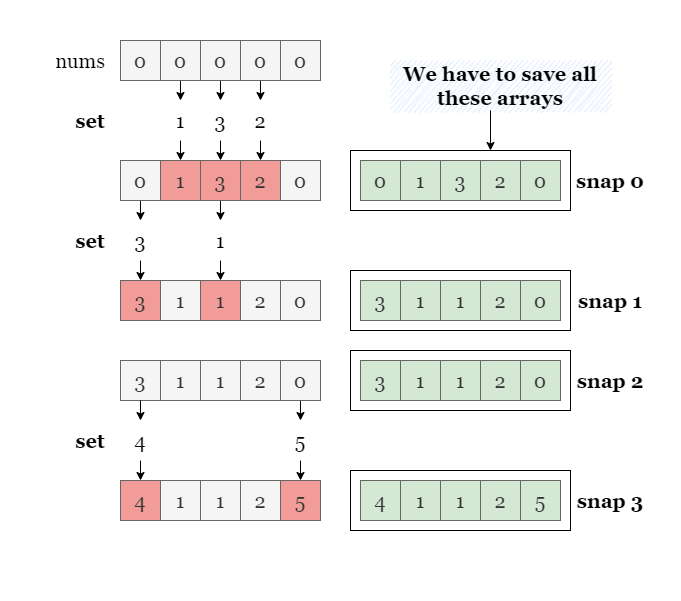 nums 0 0 0 0 0
We have to save all
these arrays
set 1 3 2
0 1 3 2 0 0 1 3 2 0 snap 0
set 3 1
3 1 1 2 0 3 1 1 2 0 snap 1
3 1 1 2 0 3 1 1 2 0 snap 2
set 4 5
4 1 1 2 5 4 1 1 2 5 snap 3